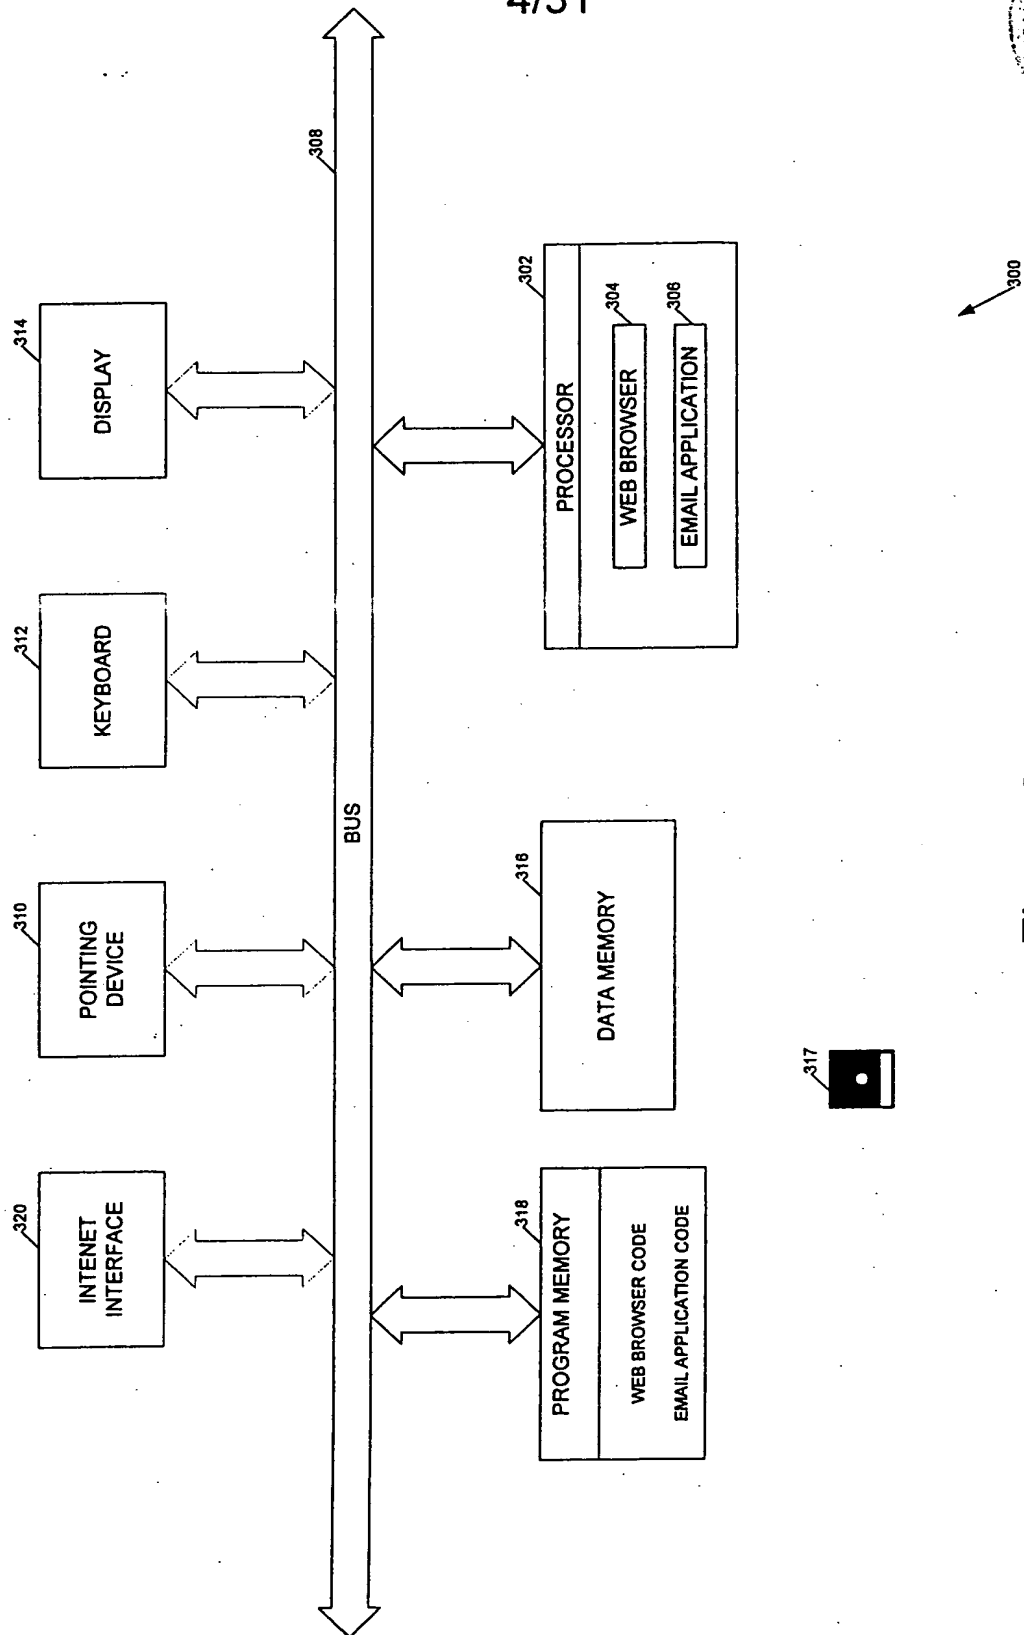 4/31
320
INTENET
INTERFACE
310
POINTING
DEVICE
312
KEYBOARD
314
DISPLAY
BUS
308
318
PROGRAM MEMORY
WEB BROWSER CODE
EMAIL APPLICATION CODE
316
DATA MEMORY
302
PROCESSOR
304
WEB BROWSER
306
EMAIL APPLICATION
317
300